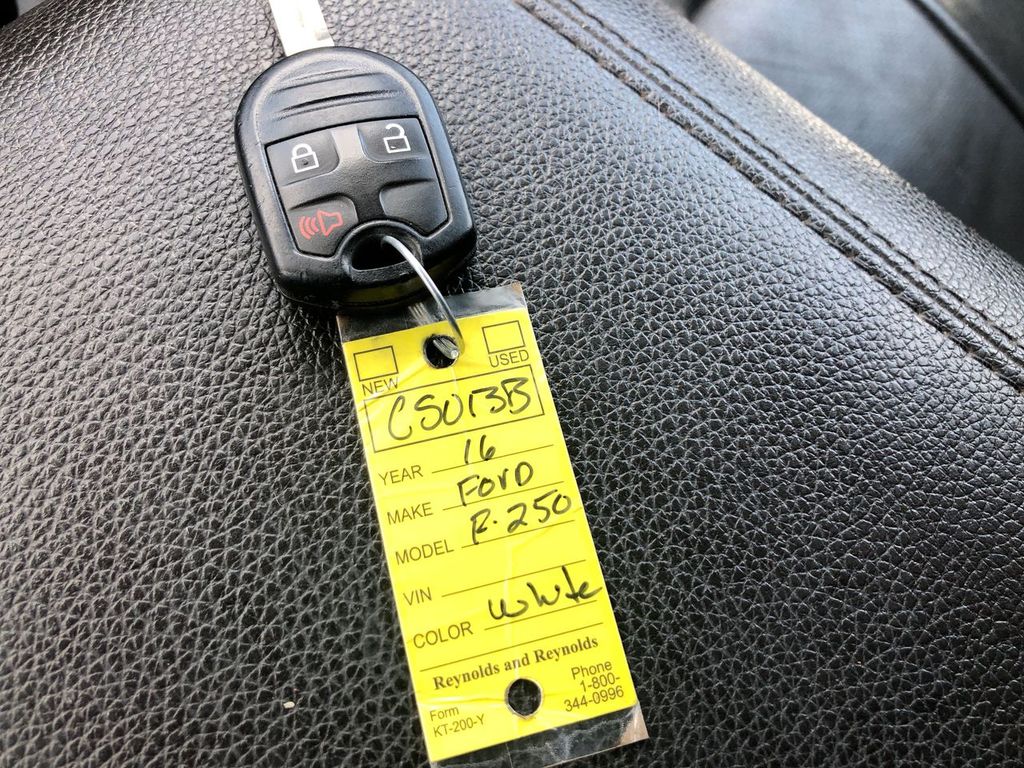 NEW USED
CS013B
YEAR 16
MAKE FORD
MODEL F-250
VIN
COLOR white
Reynolds and Reynolds
Form
KT-200-Y
Phone
1-800-
344-0996